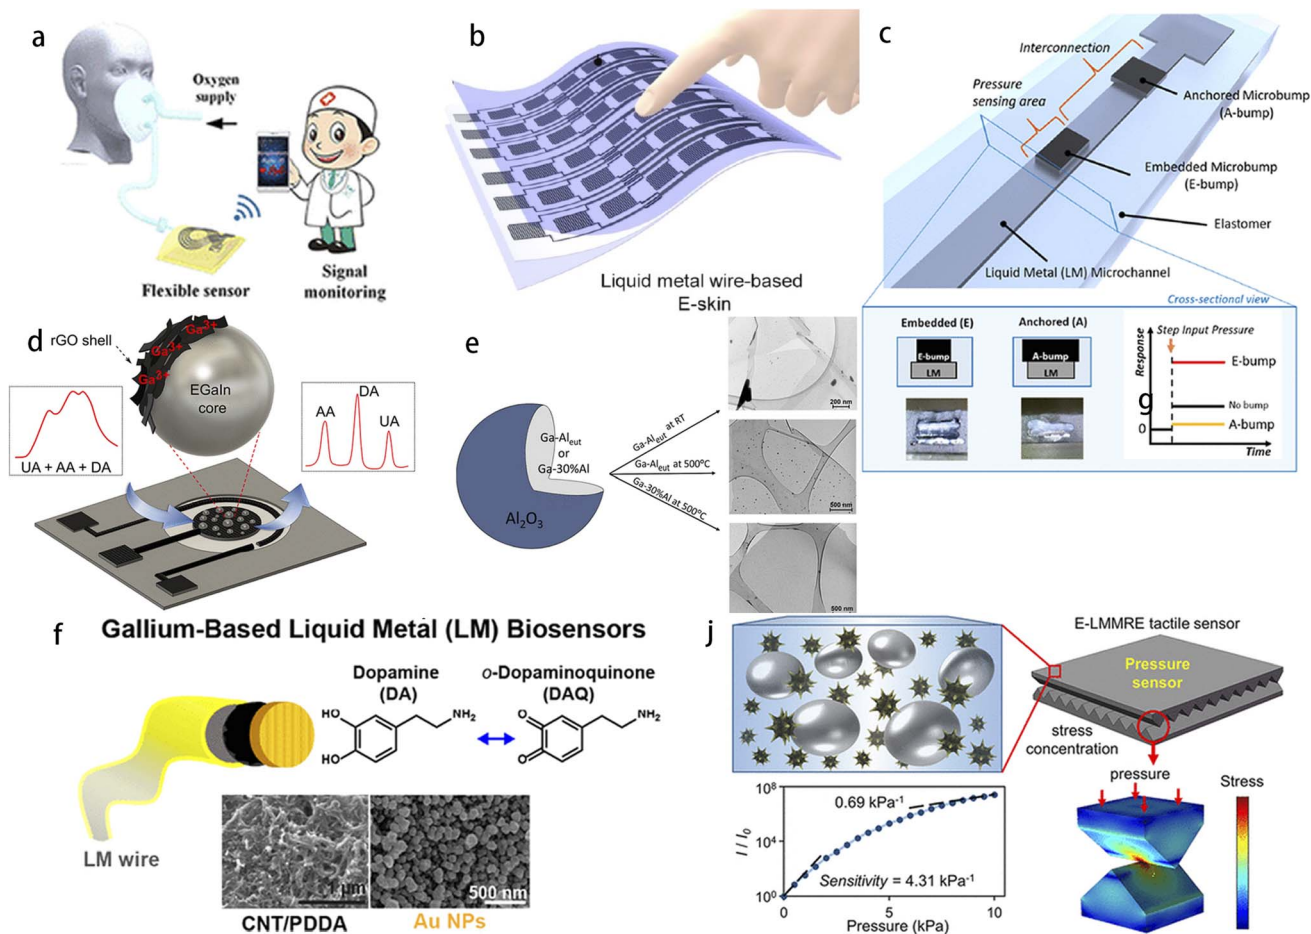 a
Oxygen
supply
Flexible sensor
Signal
monitoring
b
Liquid metal wire-based
E-skin
c
Interconnection
Pressure
sensing area
Anchored Microbump
(A-bump)
Embedded Microbump
(E-bump)
Elastomer
Liquid Metal (LM) Microchannel
Cross-sectional view
Embedded (E)
E-bump
LM
Anchored (A)
A-bump
LM
Step Input Pressure
Response
E-bump
g
No bump
A-bump
0
Time
d
rGO shell
Ga3+
Ga3+
Ga3+
EGaIn
core
UA + AA + DA
AA
DA
UA
e
Ga-Aleut
or
Ga-30%Al
Al2O3
Ga-Aleut at RT
Ga-Aleut at 500°C
Ga-30%Al at 500°C
200 nm
500 nm
500 nm
f
Gallium-Based Liquid Metal (LM) Biosensors
LM wire
Dopamine
(DA)
HO
HO
NH2
o-Dopaminoquinone
(DAQ)
O
O
NH2
1 μm
CNT/PDDA
500 nm
Au NPs
j
E-LMMRE tactile sensor
Pressure
sensor
stress
concentration
pressure
Stress
I / I0
10^8
10^4
10^0
0.69 kPa-1
Sensitivity = 4.31 kPa-1
0
5
10
Pressure (kPa)